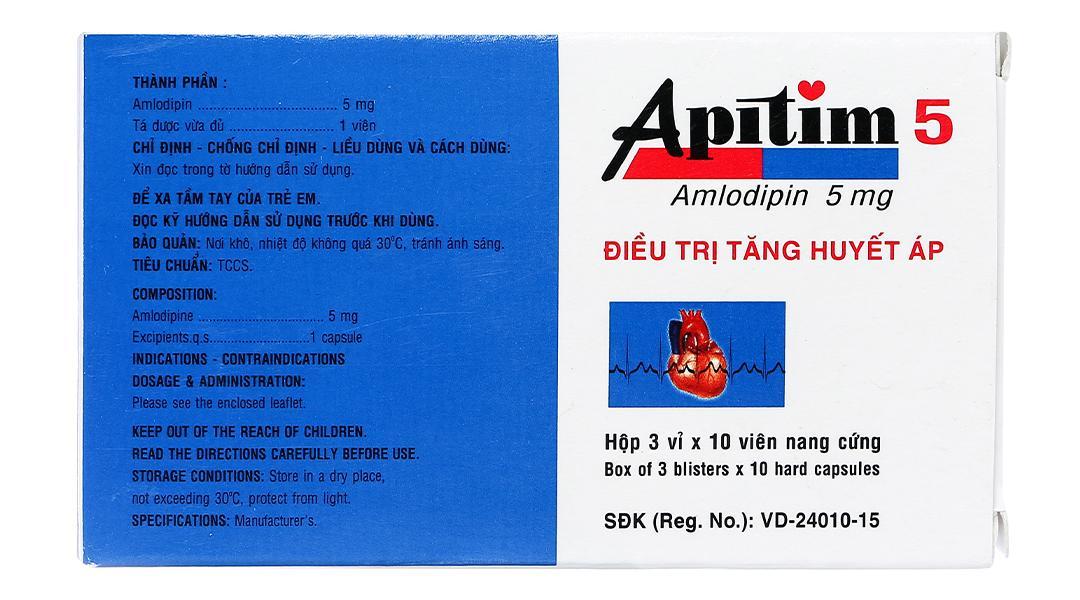 THÀNH PHẦN :
Amlodipin ................................... 5 mg
Tá dược vừa đủ .......................... 1 viên
CHỈ ĐỊNH - CHỐNG CHỈ ĐỊNH - LIỀU DÙNG VÀ CÁCH DÙNG:
Xin đọc trong tờ hướng dẫn sử dụng.
ĐỂ XA TẦM TAY CỦA TRẺ EM.
ĐỌC KỸ HƯỚNG DẪN SỬ DỤNG TRƯỚC KHI DÙNG.
BẢO QUẢN: Nơi khô, nhiệt độ không quá 30°C, tránh ánh sáng.
TIÊU CHUẨN: TCCS.
COMPOSITION:
Amlodipine ................................ 5 mg
Excipients.q.s.........................1 capsule
INDICATIONS - CONTRAINDICATIONS
DOSAGE & ADMINISTRATION:
Please see the enclosed leaflet.
KEEP OUT OF THE REACH OF CHILDREN.
READ THE DIRECTIONS CAREFULLY BEFORE USE.
STORAGE CONDITIONS: Store in a dry place,
not exceeding 30°C, protect from light.
SPECIFICATIONS: Manufacturer's.
Apitim 5
Amlodipin 5 mg
ĐIỀU TRỊ TĂNG HUYẾT ÁP
Hộp 3 vỉ x 10 viên nang cứng
Box of 3 blisters x 10 hard capsules
SĐK (Reg. No.): VD-24010-15